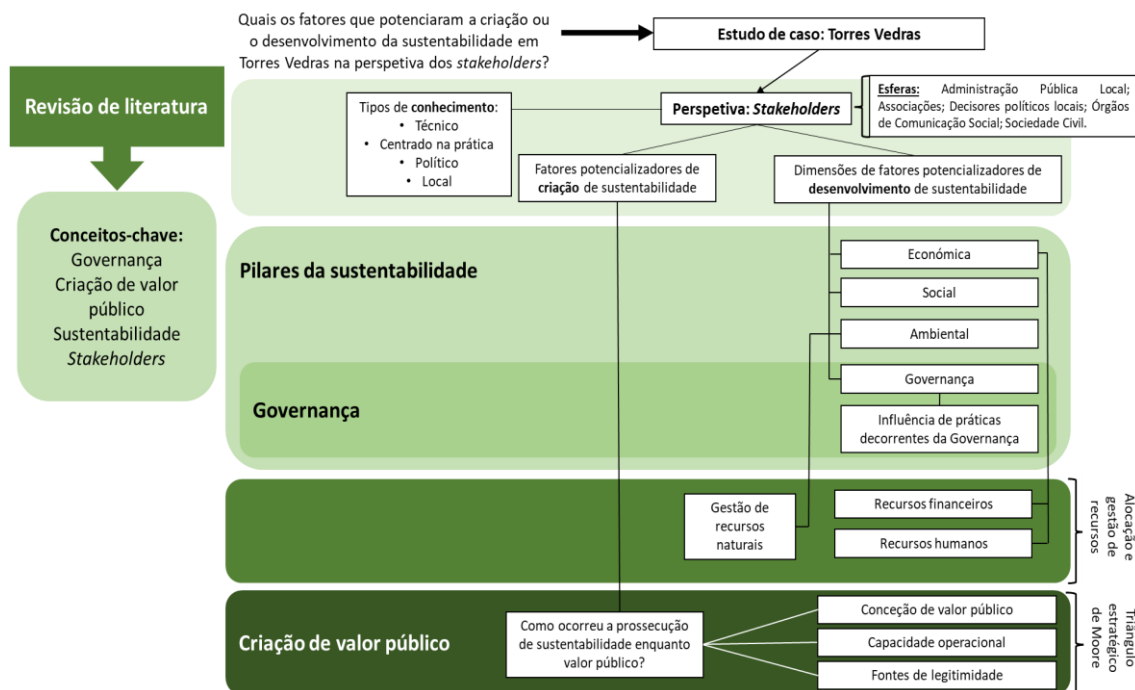 Quais os fatores que potenciaram a criação ou
o desenvolvimento da sustentabilidade em
Torres Vedras na perspetiva dos stakeholders?
Estudo de caso: Torres Vedras
Revisão de literatura
Conceitos-chave:
Governança
Criação de valor
público
Sustentabilidade
Stakeholders
Tipos de conhecimento:
• Técnico
• Centrado na prática
• Político
• Local
Perspetiva: Stakeholders
Esferas: Administração Pública Local;
Associações; Decisores políticos locais; Órgãos
de Comunicação Social; Sociedade Civil.
Fatores potencializadores de
criação de sustentabilidade
Dimensões de fatores potencializadores de
desenvolvimento de sustentabilidade
Pilares da sustentabilidade
Económica
Social
Ambiental
Governança
Governança
Influência de práticas
decorrentes da Governança
Gestão de
recursos
naturais
Recursos financeiros
Recursos humanos
Alocação e
gestão de
recursos
Criação de valor público
Como ocorreu a prossecução
de sustentabilidade enquanto
valor público?
Conceção de valor público
Capacidade operacional
Fontes de legitimidade
Triângulo
estratégico
de Moore